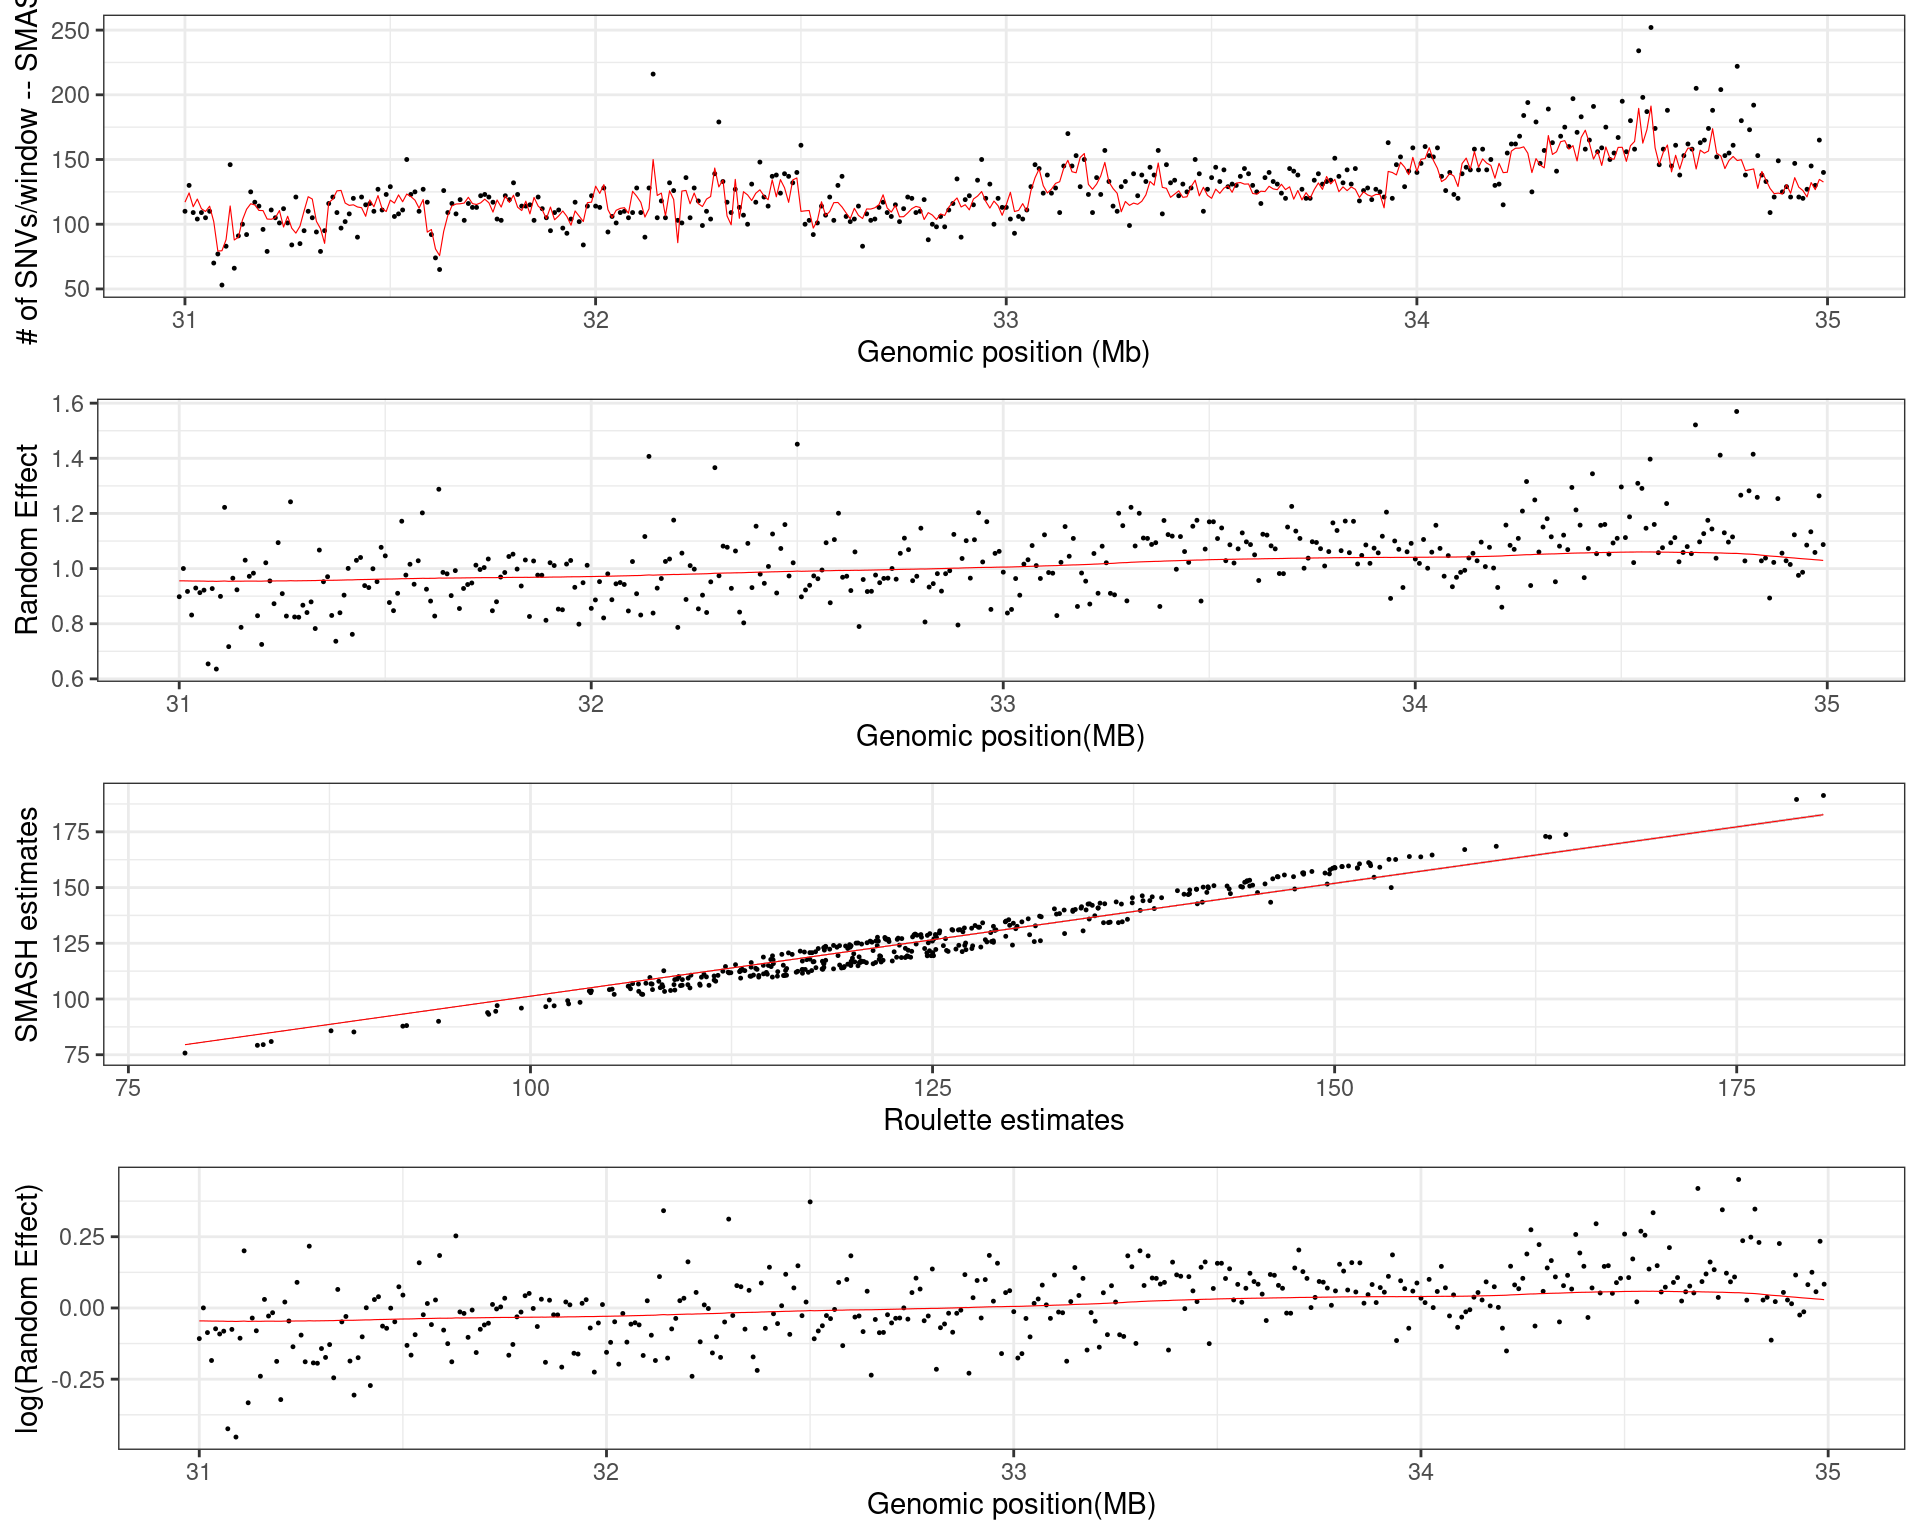 # of SNVs/window -- SMAS
250
200
150
100
50
31 32 33 34 35
Genomic position (Mb)
Random Effect
1.6
1.4
1.2
1.0
0.8
0.6
31 32 33 34 35
Genomic position(MB)
SMASH estimates
175
150
125
100
75
75 100 125 150 175
Roulette estimates
log(Random Effect)
0.25
0.00
-0.25
31 32 33 34 35
Genomic position(MB)